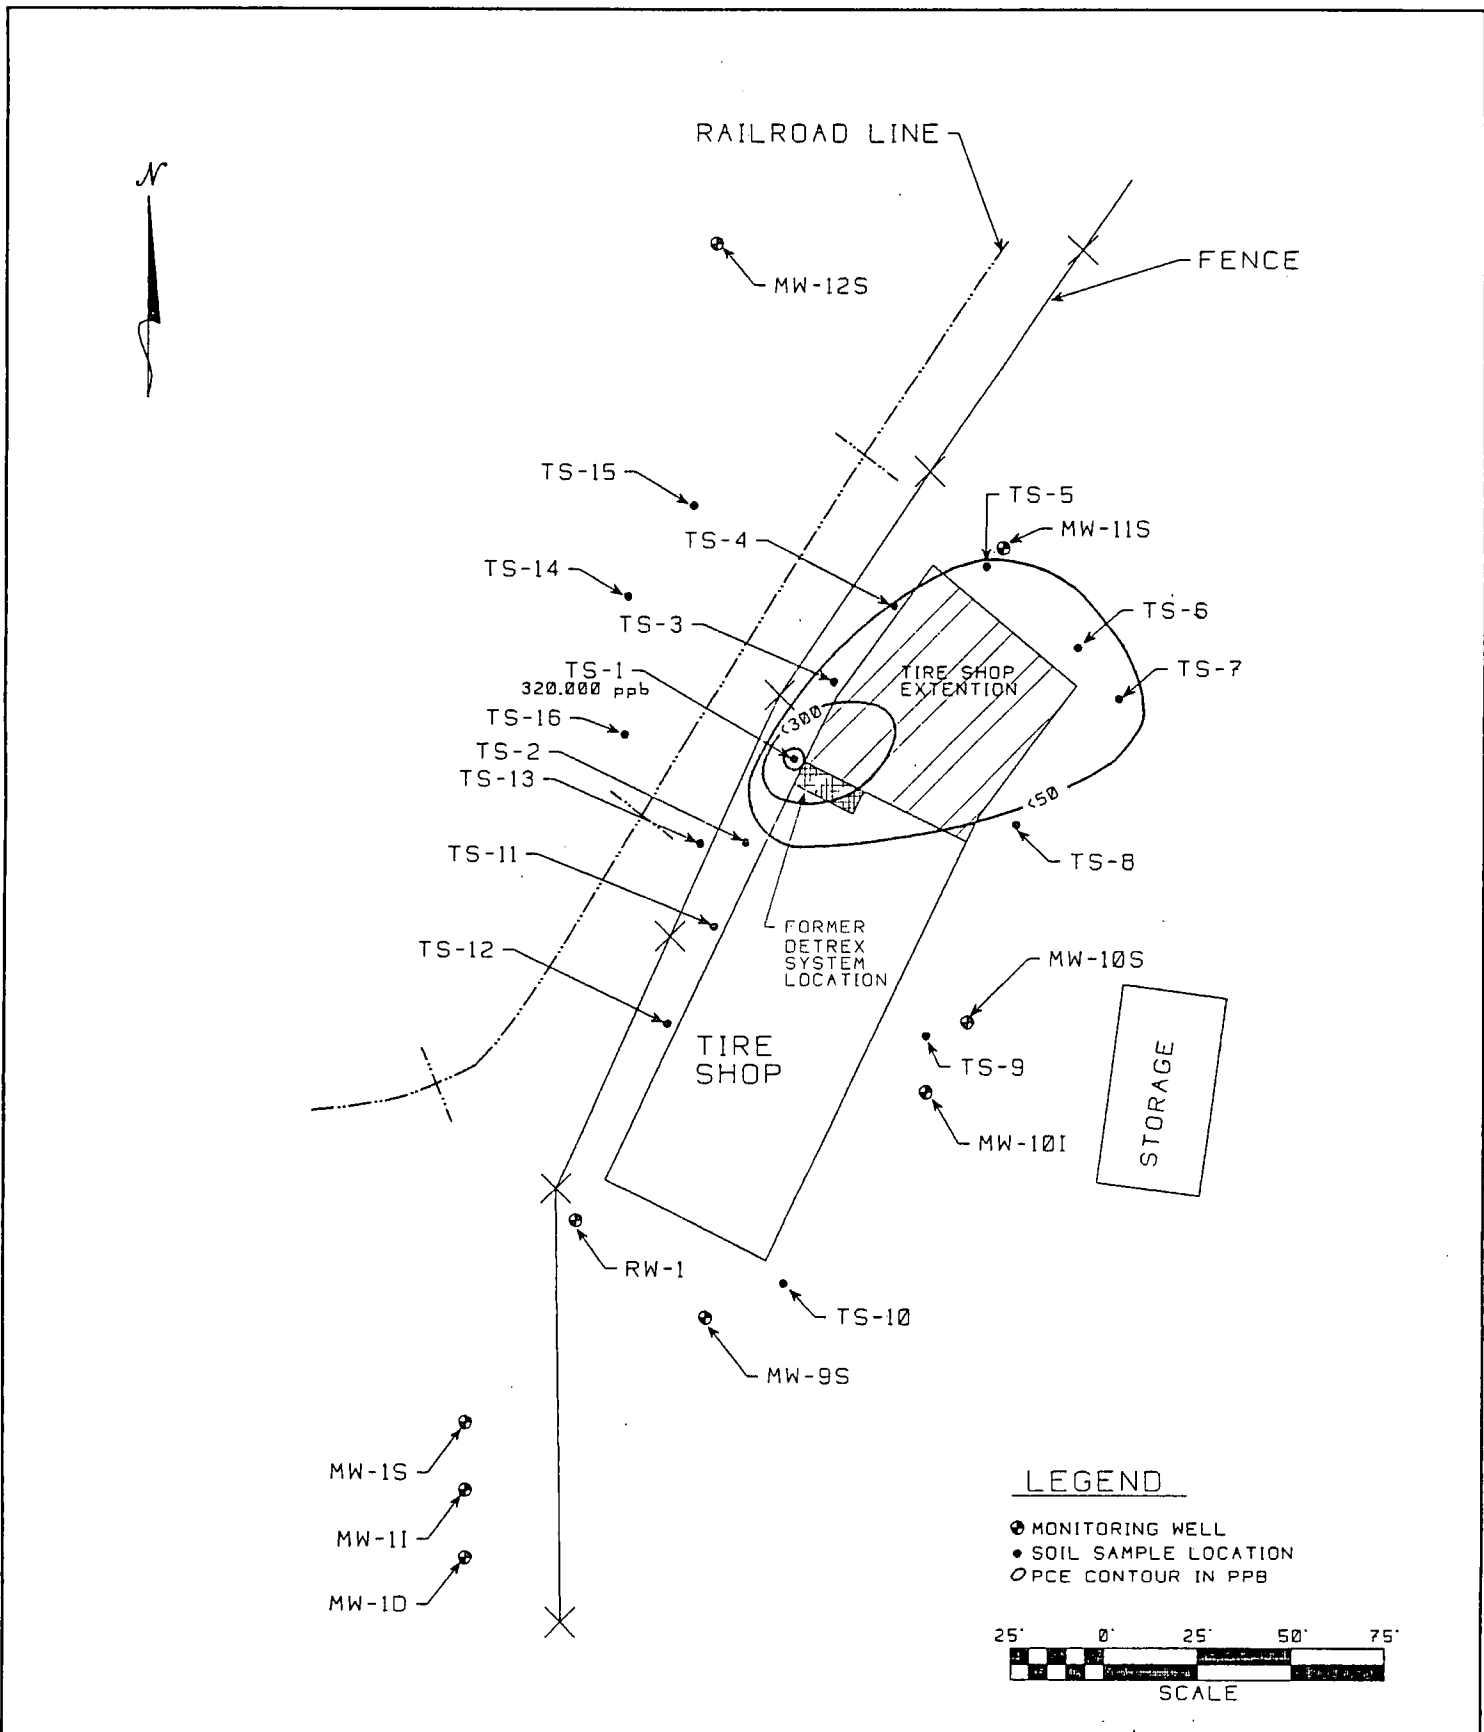 RAILROAD LINE
N
FENCE
MW-12S
TS-15
TS-5
MW-11S
TS-4
TS-14
TS-6
TS-3
TS-1
320.000 ppb
TIRE SHOP
EXTENTION
TS-7
<300
TS-16
TS-2
TS-13
<50
TS-11
TS-8
FORMER
DETREX
SYSTEM
LOCATION
TS-12
MW-10S
TIRE
SHOP
TS-9
STORAGE
MW-10I
RW-1
TS-10
MW-9S
MW-1S
MW-1I
MW-1D
LEGEND
MONITORING WELL
SOIL SAMPLE LOCATION
PCE CONTOUR IN PPB
25' 0' 25' 50' 75'
SCALE